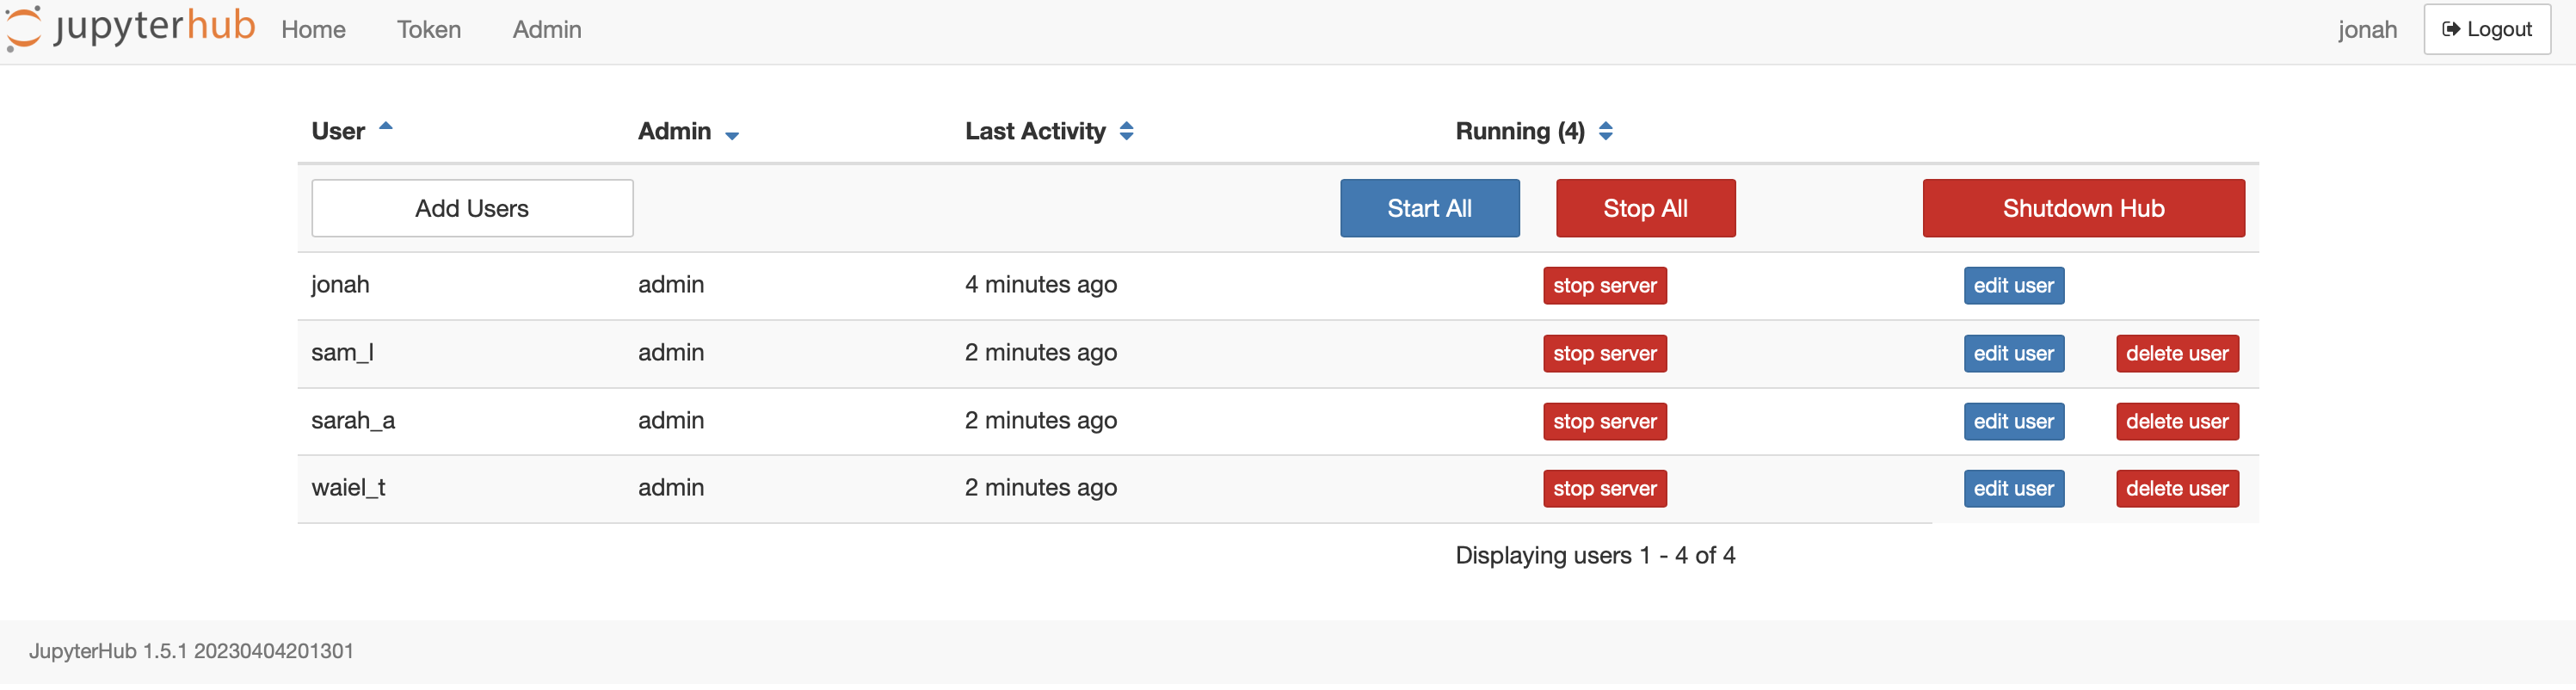 jupyterhub Home Token Admin jonah Logout
User Admin Last Activity Running (4)
Add Users Start All Stop All Shutdown Hub
jonah admin 4 minutes ago stop server edit user
sam_l admin 2 minutes ago stop server edit user delete user
sarah_a admin 2 minutes ago stop server edit user delete user
waiel_t admin 2 minutes ago stop server edit user delete user
Displaying users 1 - 4 of 4
JupyterHub 1.5.1 20230404201301